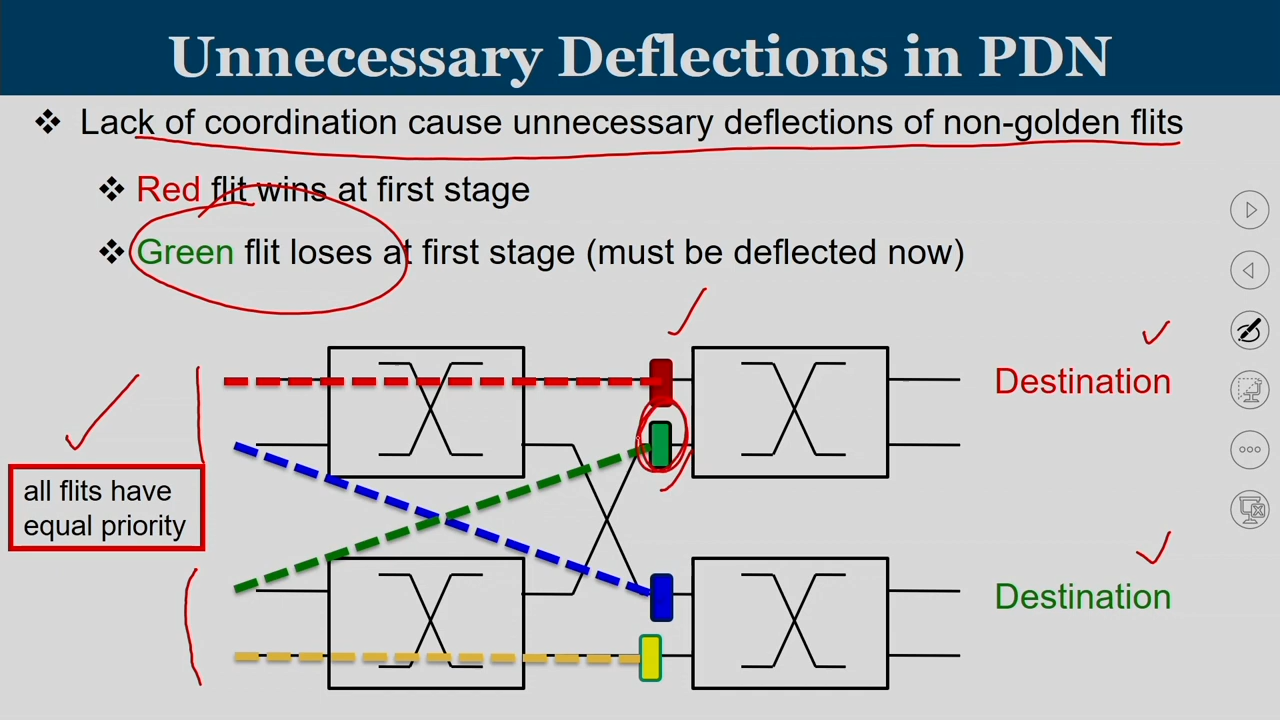 Unnecessary Deflections in PDN
❖ Lack of coordination cause unnecessary deflections of non-golden flits
❖ Red flit wins at first stage
❖ Green flit loses at first stage (must be deflected now)
Destination
all flits have
equal priority
Destination